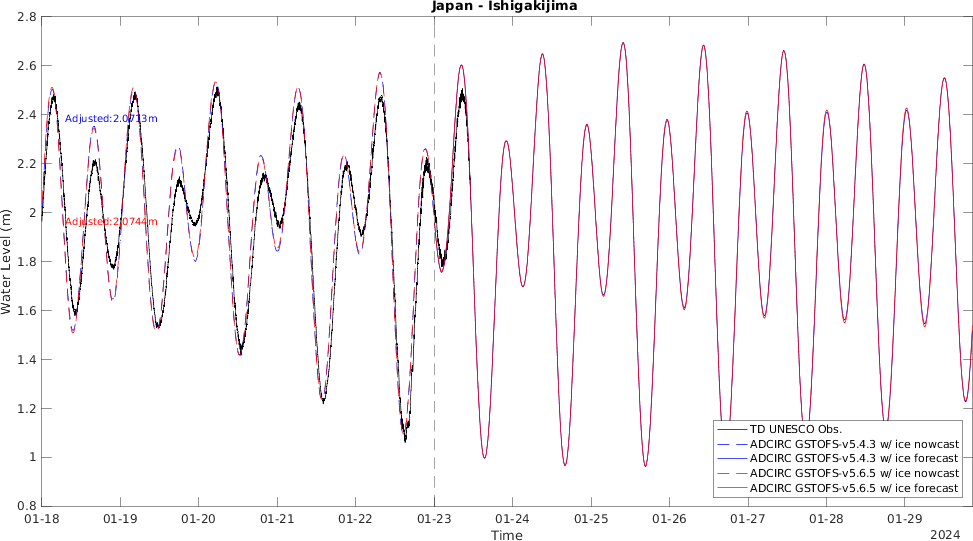 Japan - Ishigakijima
2.8
2.6
2.4
2.2
2
1.8
1.6
1.4
1.2
1
0.8
Water Level (m)
Adjusted:2.0713m
Adjusted:2.0744m
TD UNESCO Obs.
ADCIRC GSTOFS-v5.4.3 w/ ice nowcast
ADCIRC GSTOFS-v5.4.3 w/ ice forecast
ADCIRC GSTOFS-v5.6.5 w/ ice nowcast
ADCIRC GSTOFS-v5.6.5 w/ ice forecast
01-18 01-19 01-20 01-21 01-22 01-23 01-24 01-25 01-26 01-27 01-28 01-29
Time
2024